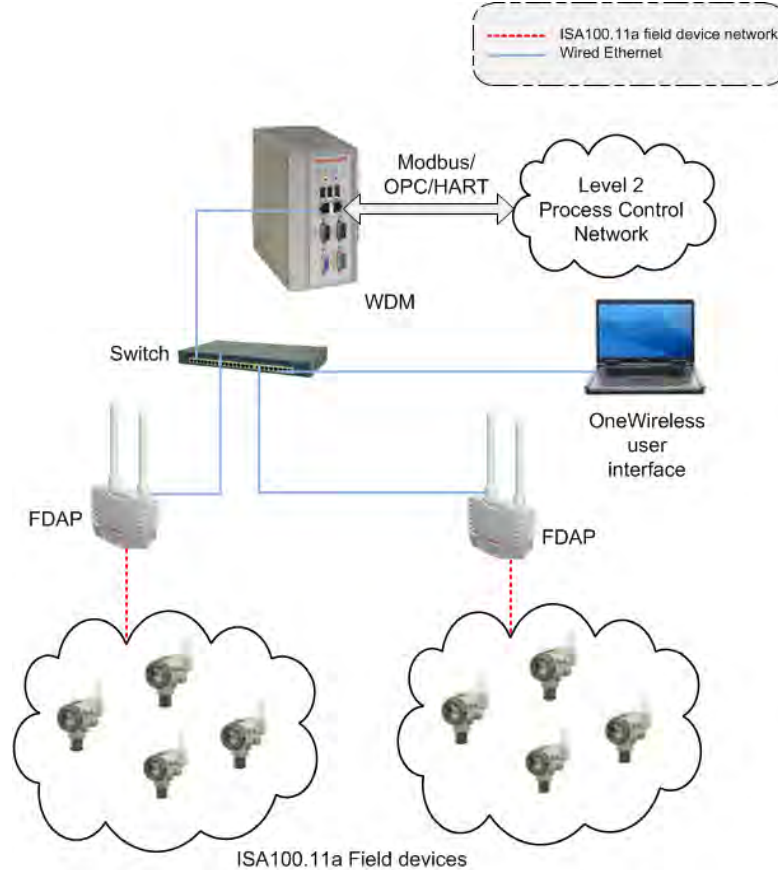 ISA100.11a field device network
Wired Ethernet
Modbus/
OPC/HART
Level 2
Process Control
Network
WDM
Switch
OneWireless
user
interface
FDAP
FDAP
ISA100.11a Field devices